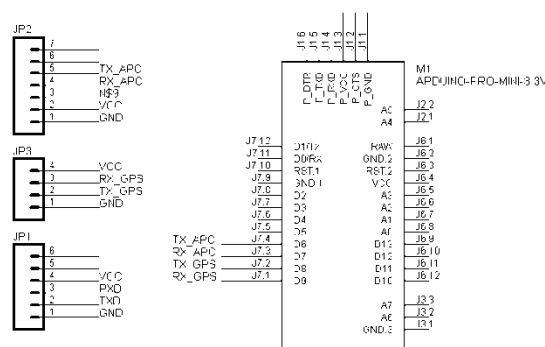 JP2
7
6
5 TX_APC
4 RX_APC
3 N$9
2 VCC
1 GND
JP3
4 VCC
3 RX_GPS
2 TX_GPS
1 GND
JP1
6
5
4 VCC
3 RXD
2 TXD
1 GND
J1.6
J1.5
J1.4
J1.3
J1.2
J1.1
P_DTR
P_TXD
P_RXD
P_VCC
P_CTS
P_GND
M1
ARDUINO-PRO-MINI-3.3V
J7.12 D1/TX
J7.11 D0/RX
J7.10 RST.1
J7.9 GND.1
J7.8 D2
J7.7 D3
J7.6 D4
J7.5 D5
TX_APC J7.4 D6
RX_APC J7.3 D7
TX_GPS J7.2 D8
RX_GPS J7.1 D9
A5 J2.2
A4 J2.1
RAW J6.1
GND.2 J6.2
RST.2 J6.3
VCC J6.4
A3 J6.5
A2 J6.6
A1 J6.7
A0 J6.8
D13 J6.9
D12 J6.10
D11 J6.11
D10 J6.12
A7 J3.3
A6 J3.2
GND.3 J3.1